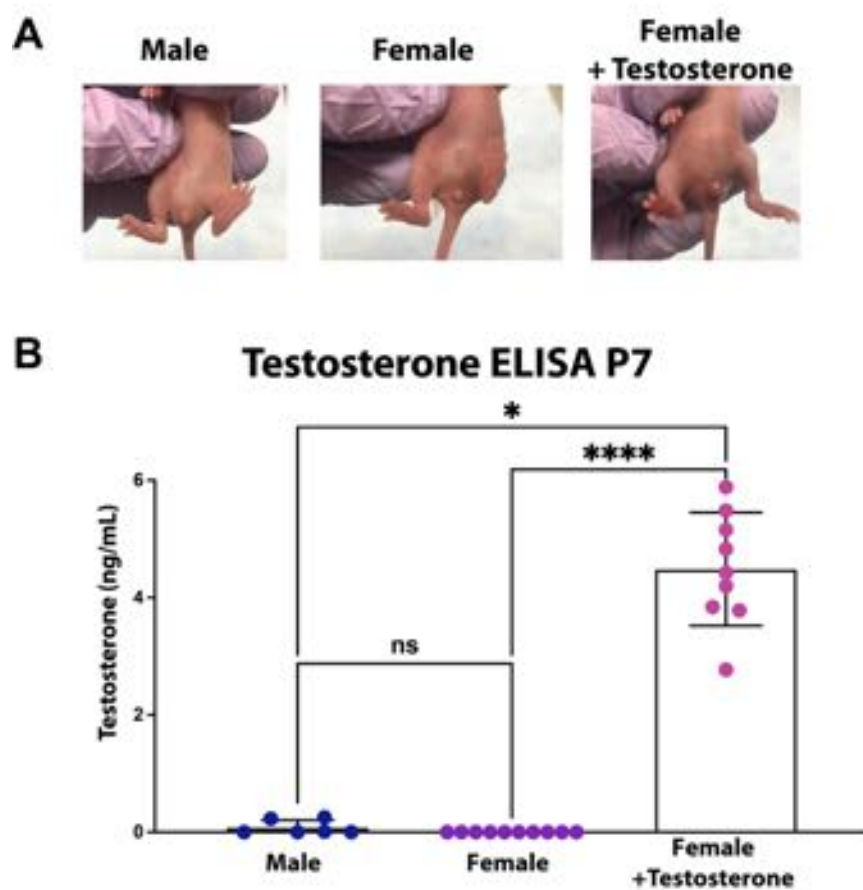 A
Male
Female
Female
+ Testosterone
B
Testosterone ELISA P7
*
****
ns
Testosterone (ng/mL)
6
4
2
0
Male
Female
Female
+Testosterone